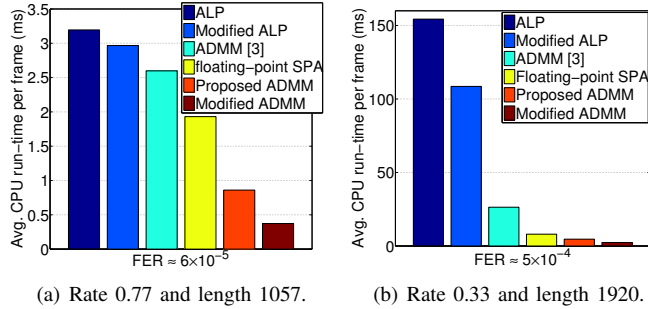 Avg. CPU run-time per frame (ms)
3.5
3
2.5
2
1.5
1
0.5
0
ALP
Modified ALP
ADMM [3]
floating-point SPA
Proposed ADMM
Modified ADMM
FER ≈ 6×10⁻⁵
(a) Rate 0.77 and length 1057.
Avg. CPU run-time per frame (ms)
150
100
50
0
ALP
Modified ALP
ADMM [3]
Floating-point SPA
Proposed ADMM
Modified ADMM
FER ≈ 5×10⁻⁴
(b) Rate 0.33 and length 1920.